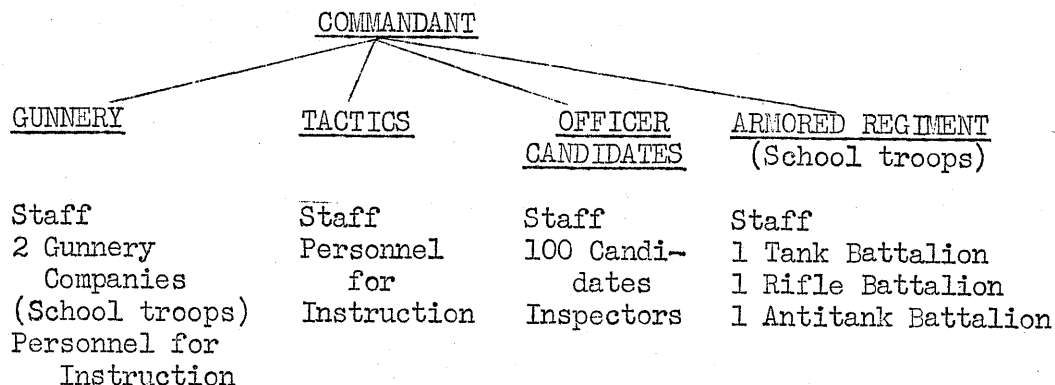 COMMANDANT
GUNNERY
TACTICS
OFFICER
CANDIDATES
ARMORED REGIMENT
(School troops)
Staff
2 Gunnery
Companies
(School troops)
Personnel for
Instruction
Staff
Personnel
for
Instruction
Staff
100 Candi-
dates
Inspectors
Staff
1 Tank Battalion
1 Rifle Battalion
1 Antitank Battalion